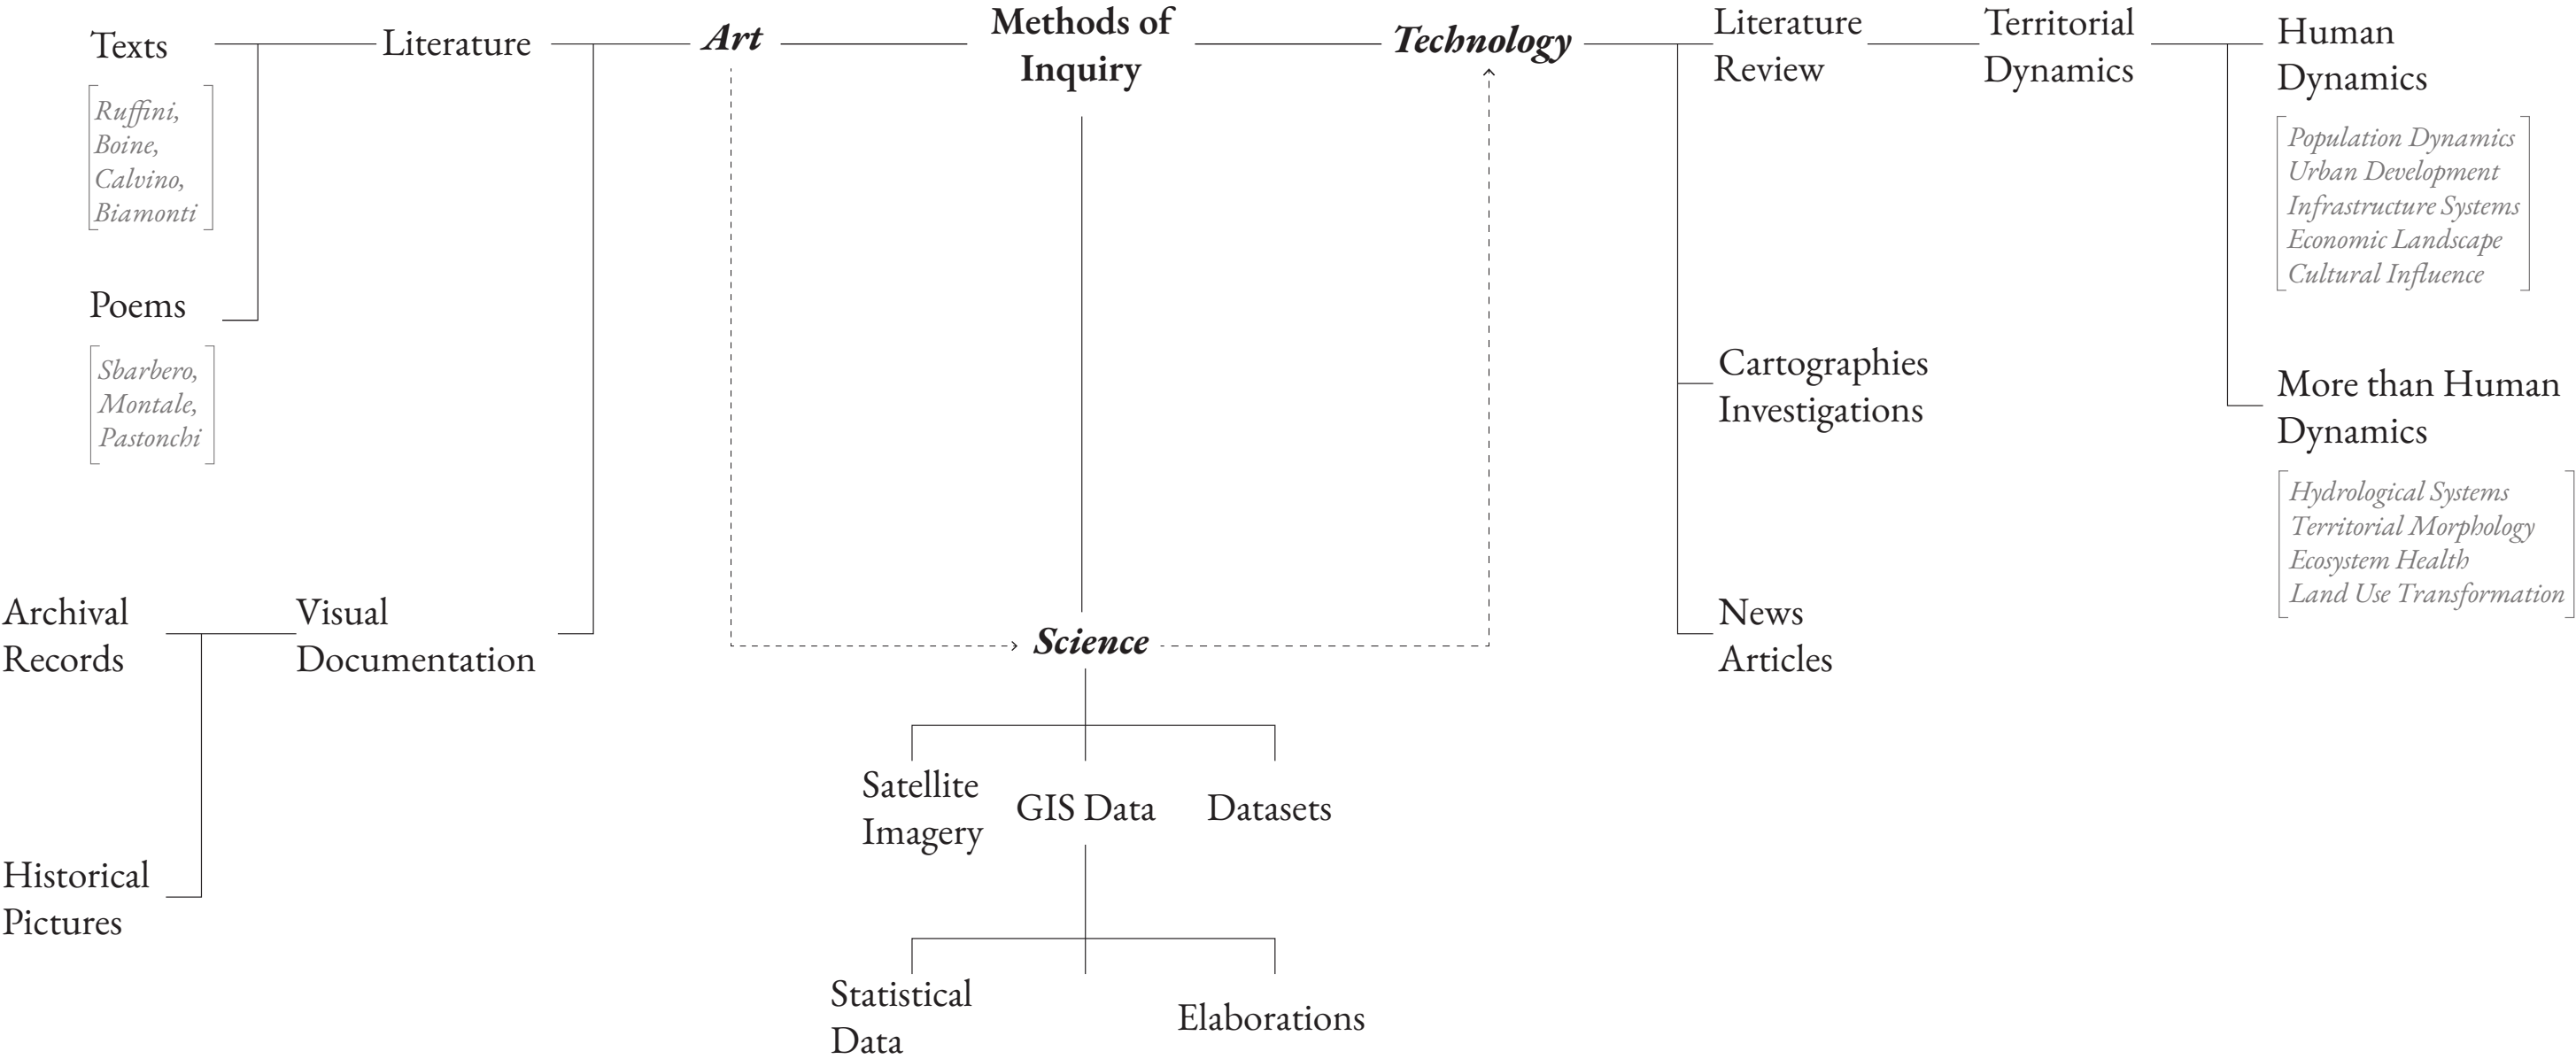 Texts
Ruffini,
Boine,
Calvino,
Biamonti
Poems
Sbarbero,
Montale,
Pastonchi
Literature
Archival
Records
Historical
Pictures
Visual
Documentation
Art
Methods of
Inquiry
Science
Satellite
Imagery
GIS Data
Datasets
Statistical
Data
Elaborations
Technology
Literature
Review
Cartographies
Investigations
News
Articles
Territorial
Dynamics
Human
Dynamics
Population Dynamics
Urban Development
Infrastructure Systems
Economic Landscape
Cultural Influence
More than Human
Dynamics
Hydrological Systems
Territorial Morphology
Ecosystem Health
Land Use Transformation